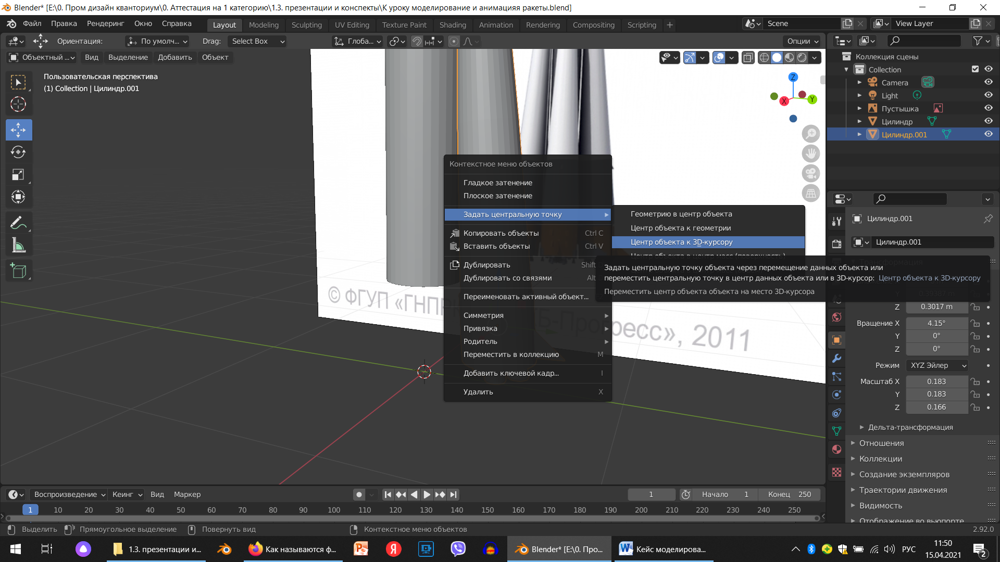 Blender* [E:\0. Пром дизайн кванториум\0. Аттестация на 1 категорию\1.3. презентации и конспекты\К уроку моделирование и анимацияя ракеты.blend]
Файл Правка Рендеринг Окно Справка Layout Modeling Sculpting UV Editing Texture Paint Shading Animation Rendering Compositing Scripting + Scene View Layer
Ориентация: По умолч... Drag: Select Box Глоба... Опции
Объектный ... Вид Выделение Добавить Объект
Пользовательская перспектива
(1) Collection | Цилиндр.001
Z
X
Y
Коллекция сцены
Collection
Camera
Light
Пустышка
Цилиндр
Цилиндр.001
Контекстное меню объектов
Гладкое затенение
Плоское затенение
Задать центральную точку
Копировать объекты Ctrl C
Вставить объекты Ctrl V
Дублировать Shift
Дублировать со связями Alt
Переименовать активный объект...
Симметрия
Привязка
Родитель
Переместить в коллекцию M
Добавить ключевой кадр... I
Удалить X
Геометрию в центр объекта
Центр объекта к геометрии
Центр объекта к 3D-курсору
Центр объекта в центр масс (поверхность)
Задать центральную точку объекта через перемещение данных объекта или
переместить центральную точку в центр данных объекта или в 3D-курсор: Центр объекта к 3D-курсору
Переместить центр объекта объекта на место 3D-курсора
© ФГУП «ГНПР Б-Прогресс», 2011
Цилиндр.001
Цилиндр.001
Трансформация
Y 0.39387 m
Z 0.3017 m
Вращение X 4.15°
Y 0°
Z 0°
Режим XYZ Эйлер
Масштаб X 0.183
Y 0.183
Z 0.166
Дельта-трансформация
Отношения
Коллекции
Создание экземпляров
Траектории движения
Видимость
Отображение во вьюпорте
Воспроизведение Кеинг Вид Маркер 1 Начало 1 Конец 250
1 10 20 30 40 50 60 70 80 90 100 110 120 130 140 150 160 170 180 190 200 210 220 230 240 250
Выделить Прямоугольное выделение Повернуть вид Контекстное меню объектов 2.92.0
1.3. презентации и... Как называются ф... Blender* [E:\0. Про... Кейс моделирова... РУС
11:50
15.04.2021
2